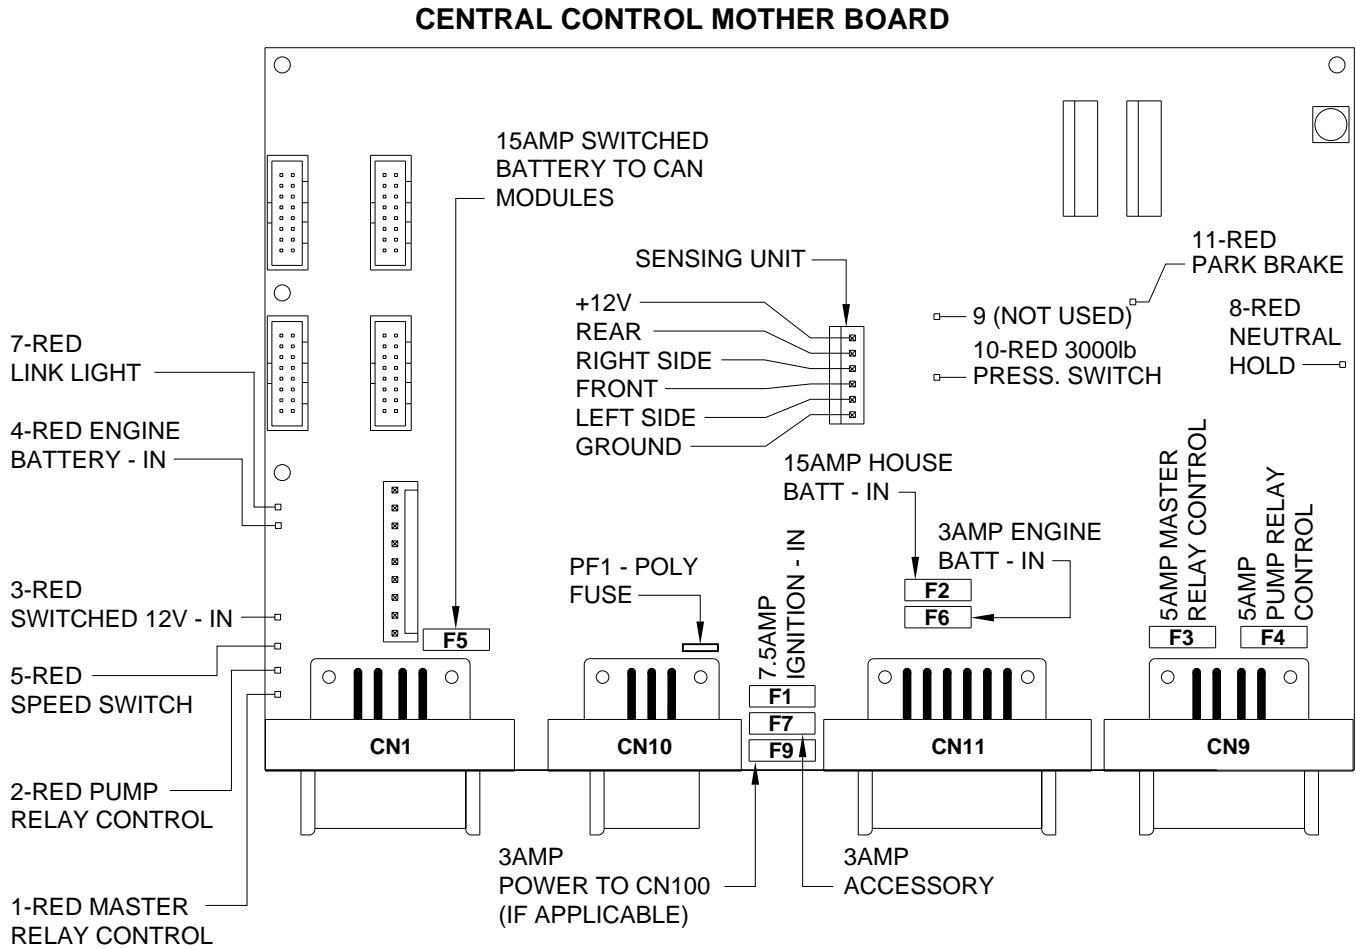 CENTRAL CONTROL MOTHER BOARD
15AMP SWITCHED
BATTERY TO CAN
MODULES
SENSING UNIT
+12V
REAR
RIGHT SIDE
FRONT
LEFT SIDE
GROUND
11-RED
PARK BRAKE
9 (NOT USED)
10-RED 3000lb
PRESS. SWITCH
8-RED
NEUTRAL
HOLD
7-RED
LINK LIGHT
4-RED ENGINE
BATTERY - IN
3-RED
SWITCHED 12V - IN
5-RED
SPEED SWITCH
2-RED PUMP
RELAY CONTROL
1-RED MASTER
RELAY CONTROL
15AMP HOUSE
BATT - IN
3AMP ENGINE
BATT - IN
PF1 - POLY
FUSE
7.5AMP
IGNITION - IN
5AMP MASTER
RELAY CONTROL
5AMP
PUMP RELAY
CONTROL
F5
F2
F6
F3
F4
F1
F7
F9
CN1
CN10
CN11
CN9
3AMP
POWER TO CN100
(IF APPLICABLE)
3AMP
ACCESSORY